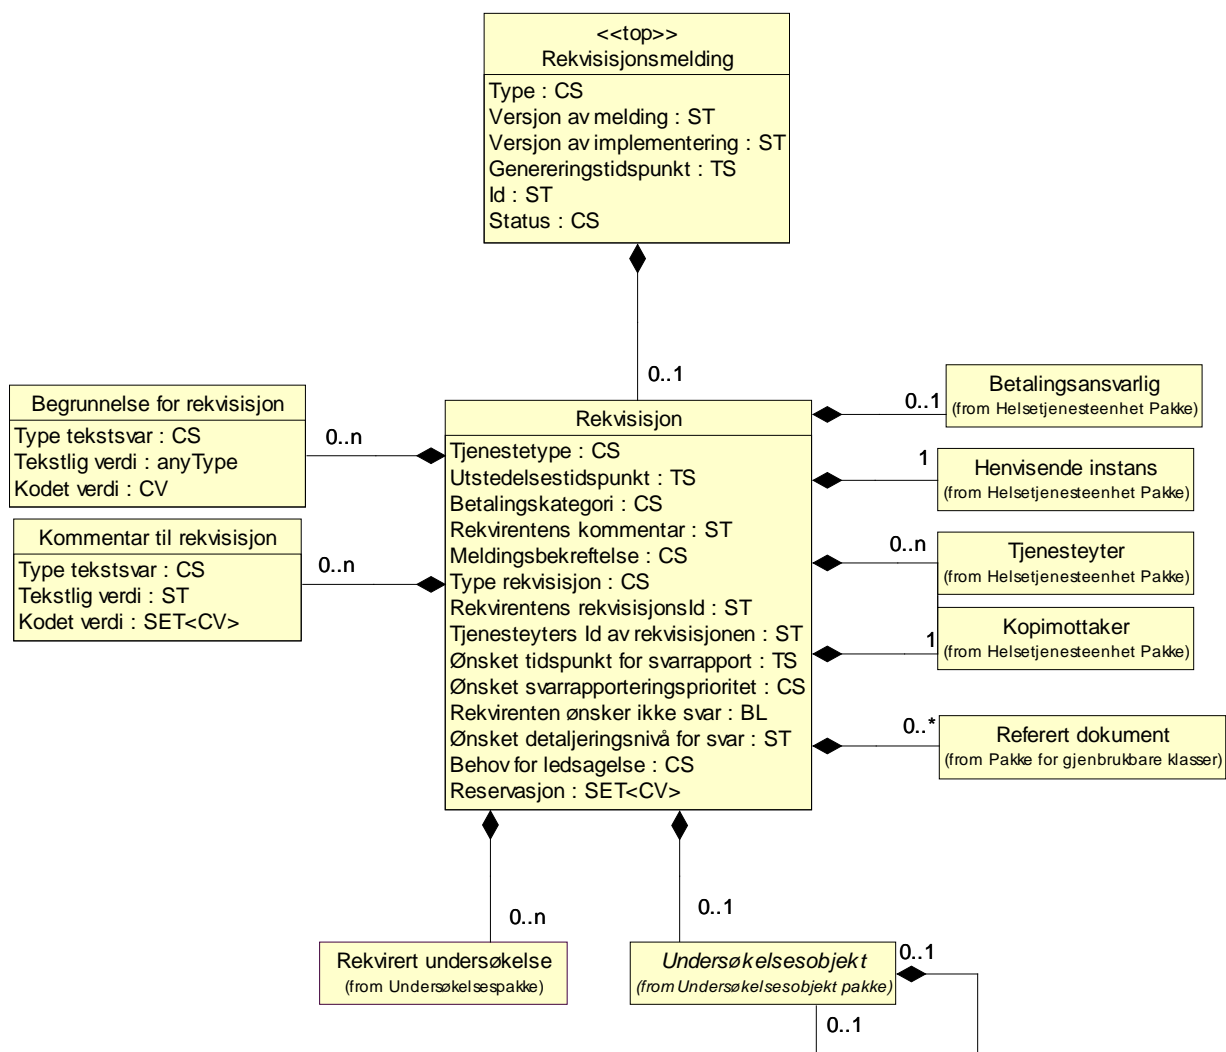 <<top>>
Rekvisisjonsmelding
Type : CS
Versjon av melding : ST
Versjon av implementering : ST
Genereringstidspunkt : TS
Id : ST
Status : CS
0..1
Begrunnelse for rekvisisjon
Type tekstsvar : CS
Tekstlig verdi : anyType
Kodet verdi : CV
0..n
Kommentar til rekvisisjon
Type tekstsvar : CS
Tekstlig verdi : ST
Kodet verdi : SET<CV>
0..n
Rekvisisjon
Tjenestetype : CS
Utstedelsestidspunkt : TS
Betalingskategori : CS
Rekvirentens kommentar : ST
Meldingsbekreftelse : CS
Type rekvisisjon : CS
Rekvirentens rekvisisjonsId : ST
Tjenesteyters Id av rekvisisjonen : ST
Ønsket tidspunkt for svarrapport : TS
Ønsket svarrapporteringsprioritet : CS
Rekvirenten ønsker ikke svar : BL
Ønsket detaljeringsnivå for svar : ST
Behov for ledsagelse : CS
Reservasjon : SET<CV>
0..1
Betalingsansvarlig
(from Helsetjenesteenhet Pakke)
1
Henvisende instans
(from Helsetjenesteenhet Pakke)
0..n
Tjenesteyter
(from Helsetjenesteenhet Pakke)
1
Kopimottaker
(from Helsetjenesteenhet Pakke)
0..*
Referert dokument
(from Pakke for gjenbrukbare klasser)
0..n
Rekvirert undersøkelse
(from Undersøkelsespakke)
0..1
Undersøkelsesobjekt
(from Undersøkelsesobjekt pakke)
0..1
0..1